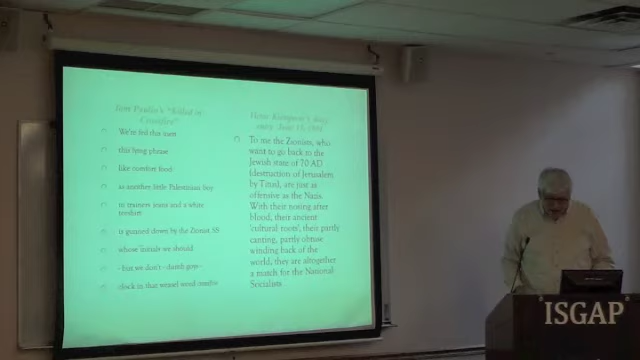 Tom Paulin's "Killed in
Crossfire"
We're fed this inert
this lying phrase
like comfort food
as another little Palestinian boy
in trainers jeans and a white
teeshirt
is gunned down by the Zionist SS
whose initials we should
- but we don't - dumb goys -
clock in that weasel word crossfire
Victor Klemperer's diary
entry, June 13, 1934
To me the Zionists, who
want to go back to the
Jewish state of 70 AD
(destruction of Jerusalem
by Titus), are just as
offensive as the Nazis.
With their nosing after
blood, their ancient
'cultural roots', their partly
canting, partly obtuse
winding back of the
world, they are altogether
a match for the National
Socialists.
ISGAP